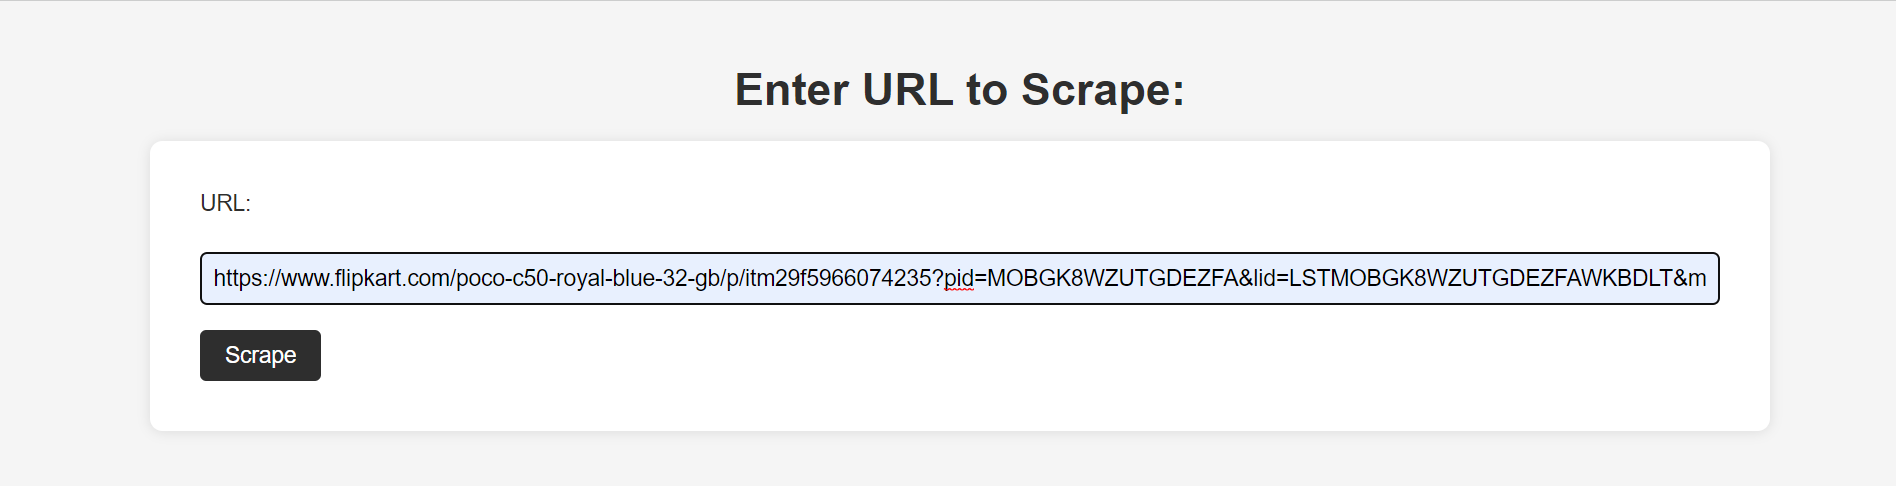 Enter URL to Scrape:
URL:
https://www.flipkart.com/poco-c50-royal-blue-32-gb/p/itm29f5966074235?pid=MOBGK8WZUTGDEZFA&lid=LSTMOBGK8WZUTGDEZFAWKBDLT&m
Scrape